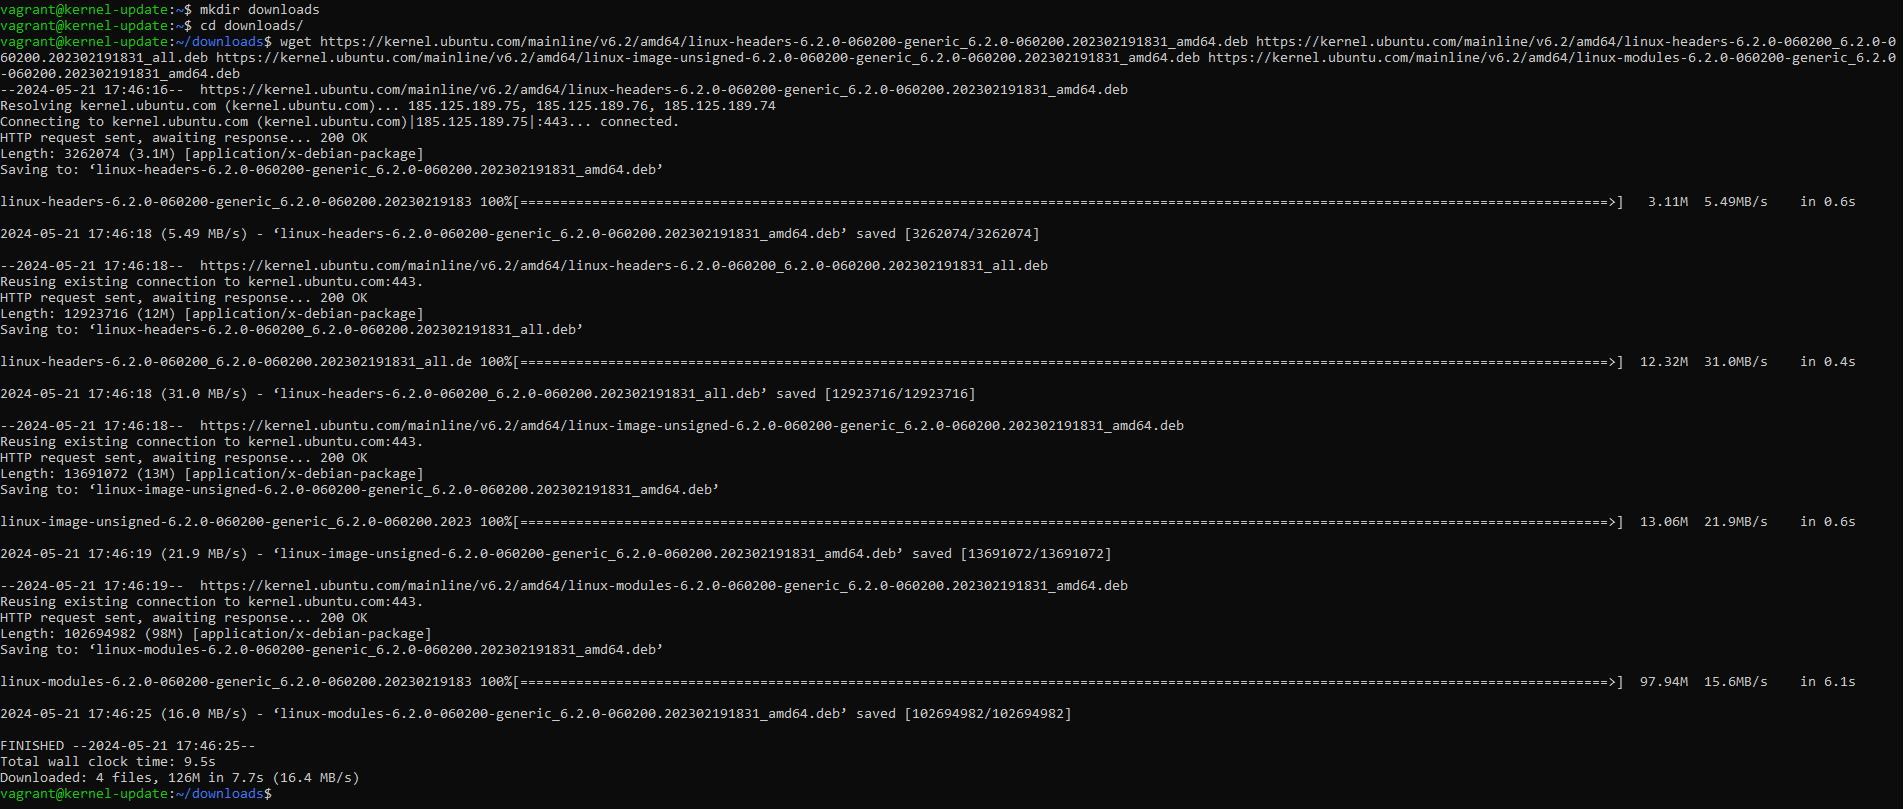 vagrant@kernel-update:~$ mkdir downloads
vagrant@kernel-update:~$ cd downloads/
vagrant@kernel-update:~/downloads$ wget https://kernel.ubuntu.com/mainline/v6.2/amd64/linux-headers-6.2.0-060200-generic_6.2.0-060200.202302191831_amd64.deb https://kernel.ubuntu.com/mainline/v6.2/amd64/linux-headers-6.2.0-060200_6.2.0-0
60200.202302191831_all.deb https://kernel.ubuntu.com/mainline/v6.2/amd64/linux-image-unsigned-6.2.0-060200-generic_6.2.0-060200.202302191831_amd64.deb https://kernel.ubuntu.com/mainline/v6.2/amd64/linux-modules-6.2.0-060200-generic_6.2.0
-060200.202302191831_amd64.deb
--2024-05-21 17:46:16--  https://kernel.ubuntu.com/mainline/v6.2/amd64/linux-headers-6.2.0-060200-generic_6.2.0-060200.202302191831_amd64.deb
Resolving kernel.ubuntu.com (kernel.ubuntu.com)... 185.125.189.75, 185.125.189.76, 185.125.189.74
Connecting to kernel.ubuntu.com (kernel.ubuntu.com)|185.125.189.75|:443... connected.
HTTP request sent, awaiting response... 200 OK
Length: 3262074 (3.1M) [application/x-debian-package]
Saving to: ‘linux-headers-6.2.0-060200-generic_6.2.0-060200.202302191831_amd64.deb’
linux-headers-6.2.0-060200-generic_6.2.0-060200.20230219183 100%[========================================================================================================================================>]   3.11M  5.49MB/s    in 0.6s
2024-05-21 17:46:18 (5.49 MB/s) - ‘linux-headers-6.2.0-060200-generic_6.2.0-060200.202302191831_amd64.deb’ saved [3262074/3262074]
--2024-05-21 17:46:18--  https://kernel.ubuntu.com/mainline/v6.2/amd64/linux-headers-6.2.0-060200_6.2.0-060200.202302191831_all.deb
Reusing existing connection to kernel.ubuntu.com:443.
HTTP request sent, awaiting response... 200 OK
Length: 12923716 (12M) [application/x-debian-package]
Saving to: ‘linux-headers-6.2.0-060200_6.2.0-060200.202302191831_all.deb’
linux-headers-6.2.0-060200_6.2.0-060200.202302191831_all.de 100%[========================================================================================================================================>]  12.32M  31.0MB/s    in 0.4s
2024-05-21 17:46:18 (31.0 MB/s) - ‘linux-headers-6.2.0-060200_6.2.0-060200.202302191831_all.deb’ saved [12923716/12923716]
--2024-05-21 17:46:18--  https://kernel.ubuntu.com/mainline/v6.2/amd64/linux-image-unsigned-6.2.0-060200-generic_6.2.0-060200.202302191831_amd64.deb
Reusing existing connection to kernel.ubuntu.com:443.
HTTP request sent, awaiting response... 200 OK
Length: 13691072 (13M) [application/x-debian-package]
Saving to: ‘linux-image-unsigned-6.2.0-060200-generic_6.2.0-060200.202302191831_amd64.deb’
linux-image-unsigned-6.2.0-060200-generic_6.2.0-060200.2023 100%[========================================================================================================================================>]  13.06M  21.9MB/s    in 0.6s
2024-05-21 17:46:19 (21.9 MB/s) - ‘linux-image-unsigned-6.2.0-060200-generic_6.2.0-060200.202302191831_amd64.deb’ saved [13691072/13691072]
--2024-05-21 17:46:19--  https://kernel.ubuntu.com/mainline/v6.2/amd64/linux-modules-6.2.0-060200-generic_6.2.0-060200.202302191831_amd64.deb
Reusing existing connection to kernel.ubuntu.com:443.
HTTP request sent, awaiting response... 200 OK
Length: 102694982 (98M) [application/x-debian-package]
Saving to: ‘linux-modules-6.2.0-060200-generic_6.2.0-060200.202302191831_amd64.deb’
linux-modules-6.2.0-060200-generic_6.2.0-060200.20230219183 100%[========================================================================================================================================>]  97.94M  15.6MB/s    in 6.1s
2024-05-21 17:46:25 (16.0 MB/s) - ‘linux-modules-6.2.0-060200-generic_6.2.0-060200.202302191831_amd64.deb’ saved [102694982/102694982]
FINISHED --2024-05-21 17:46:25--
Total wall clock time: 9.5s
Downloaded: 4 files, 126M in 7.7s (16.4 MB/s)
vagrant@kernel-update:~/downloads$